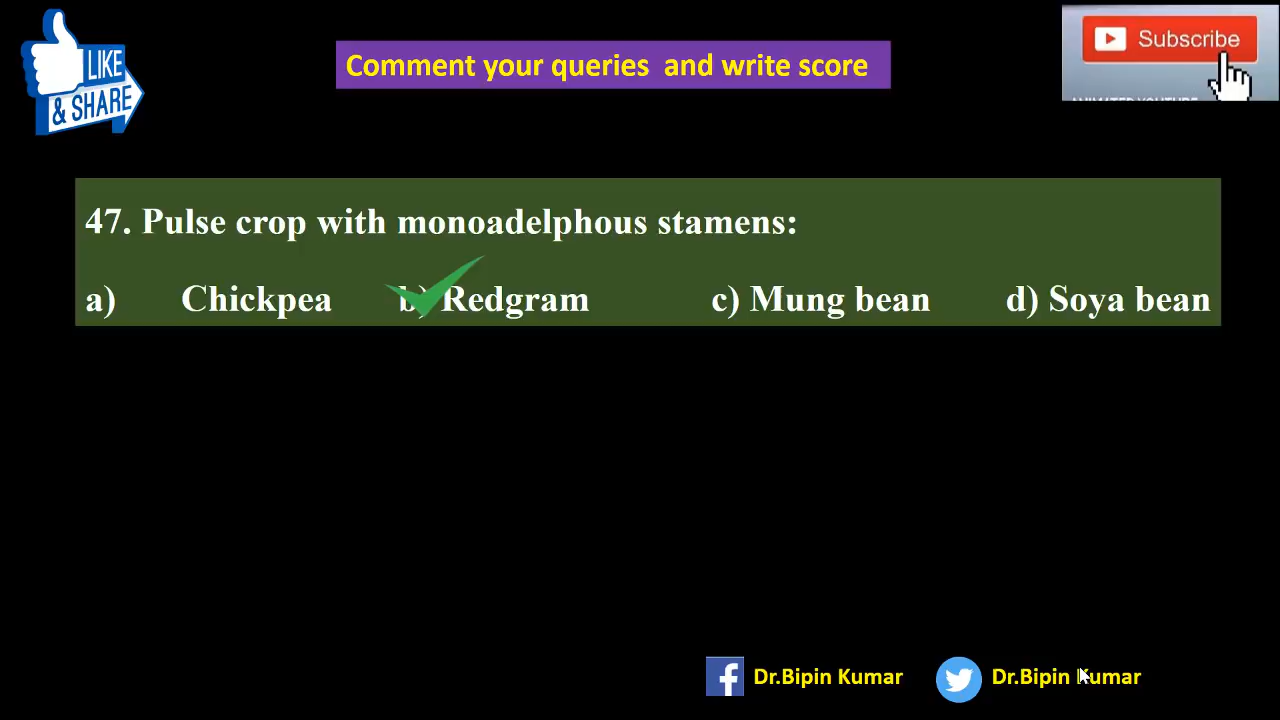 LIKE
& SHARE
Comment your queries and write score
Subscribe
47. Pulse crop with monoadelphous stamens:
a) Chickpea b) Redgram c) Mung bean d) Soya bean
f Dr.Bipin Kumar Dr.Bipin Kumar